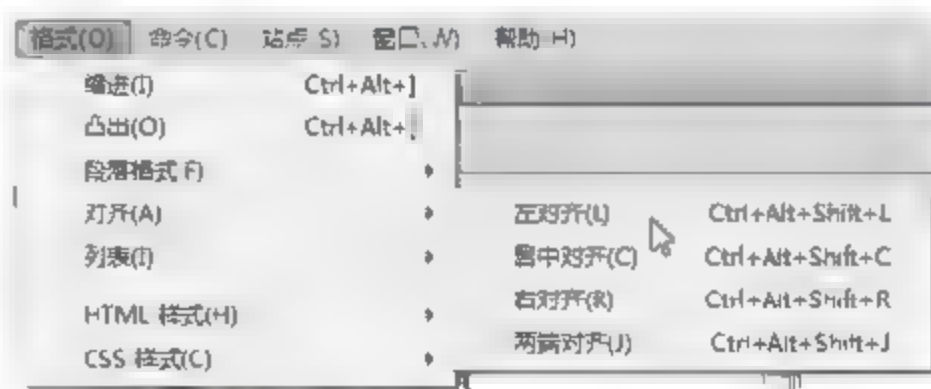 格式(O) 命令(C) 站点(S) 窗口(W) 帮助(H)
缩进(I) Ctrl+Alt+]
凸出(O) Ctrl+Alt+[
段落格式(F)
对齐(A)
列表(I)
HTML 样式(H)
CSS 样式(C)
左对齐(L) Ctrl+Alt+Shift+L
居中对齐(C) Ctrl+Alt+Shift+C
右对齐(R) Ctrl+Alt+Shift+R
两端对齐(J) Ctrl+Alt+Shift+J